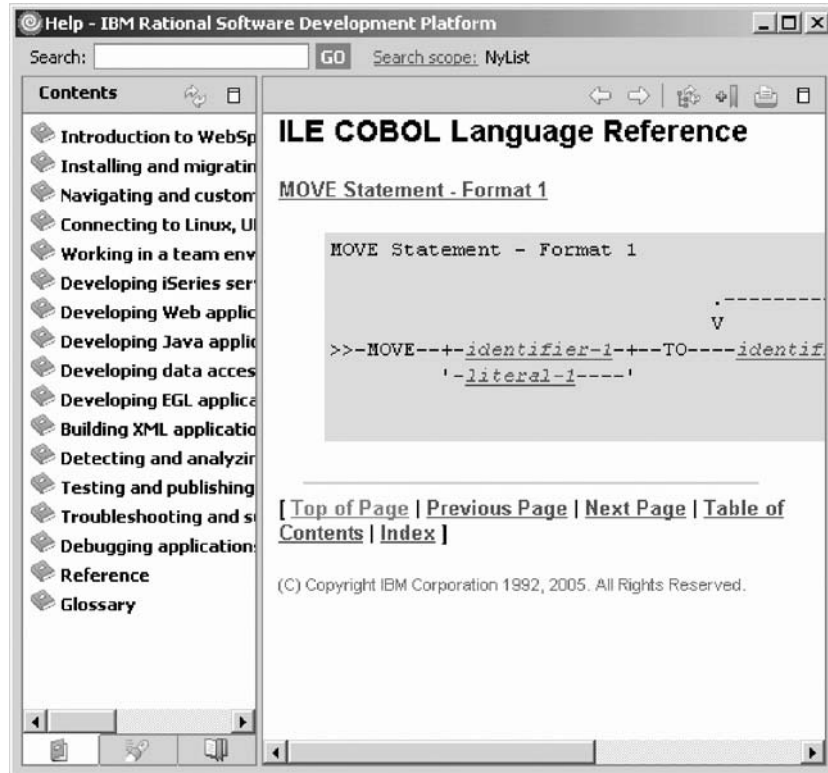 Help - IBM Rational Software Development Platform
Search: GO Search scope: NyList
Contents
Introduction to WebSp
Installing and migratin
Navigating and custom
Connecting to Linux, UI
Working in a team env
Developing iSeries ser
Developing Web applic
Developing Java applic
Developing data acces
Developing EGL applica
Building XML applicatio
Detecting and analyzin
Testing and publishing
Troubleshooting and s
Debugging application
Reference
Glossary
ILE COBOL Language Reference
MOVE Statement - Format 1
MOVE Statement - Format 1
.---------
V
>>-MOVE--+-identifier-1-+--TO----identif
'-literal-1----'
[ Top of Page | Previous Page | Next Page | Table of
Contents | Index ]
(C) Copyright IBM Corporation 1992, 2005. All Rights Reserved.